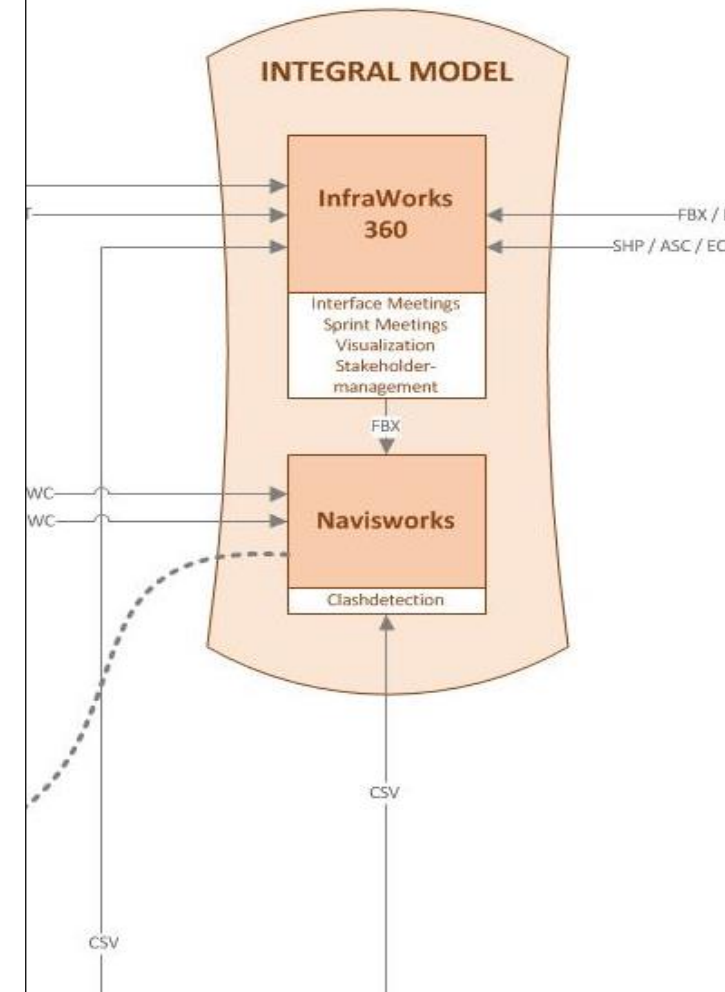 INTEGRAL MODEL
InfraWorks
360
T
FBX /
SHP / ASC / EC
Interface Meetings
Sprint Meetings
Visualization
Stakeholder-
management
FBX
WC
WC
Navisworks
Clashdetection
CSV
CSV